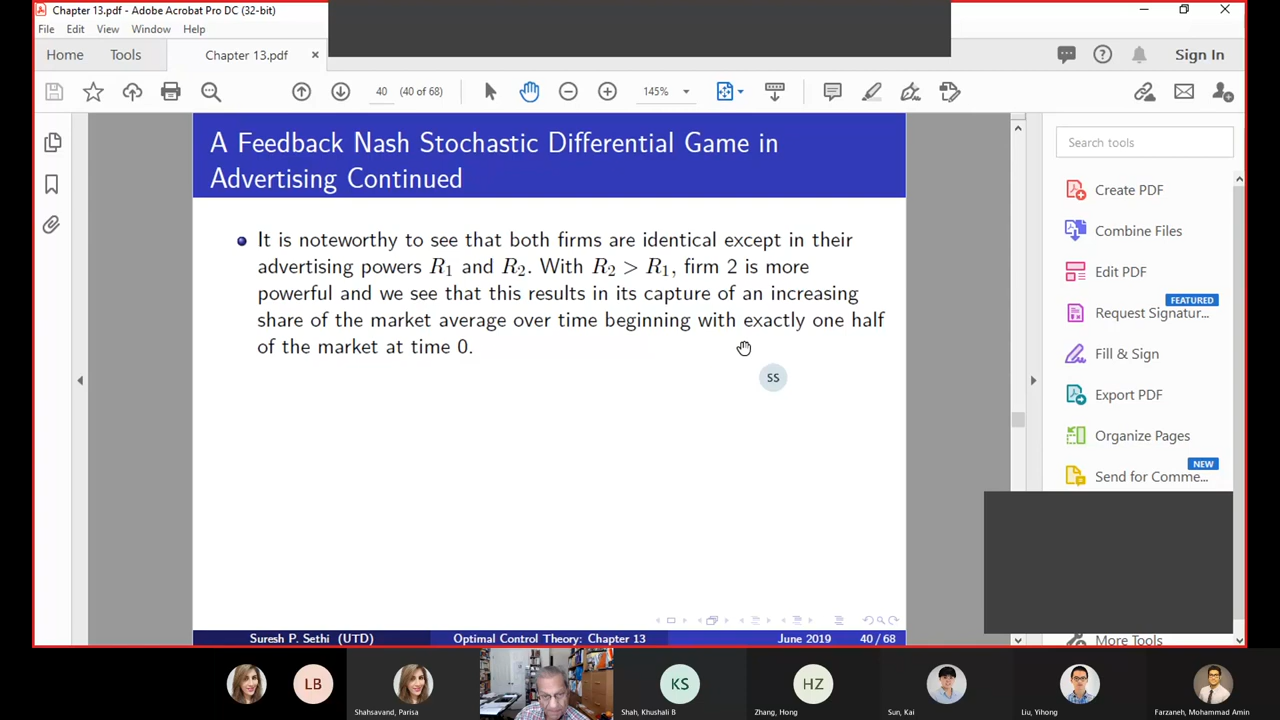 Chapter 13.pdf - Adobe Acrobat Pro DC (32-bit)
File Edit View Window Help
Home Tools Chapter 13.pdf Sign In
40 (40 of 68) 145%
A Feedback Nash Stochastic Differential Game in
Advertising Continued
It is noteworthy to see that both firms are identical except in their
advertising powers R1 and R2. With R2 > R1, firm 2 is more
powerful and we see that this results in its capture of an increasing
share of the market average over time beginning with exactly one half
of the market at time 0.
SS
Suresh P. Sethi (UTD) Optimal Control Theory: Chapter 13 June 2019 40 / 68
Search tools
Create PDF
Combine Files
Edit PDF
FEATURED
Request Signatur...
Fill & Sign
Export PDF
Organize Pages
NEW
Send for Comme...
More Tools
LB KS HZ
Shahsavand, Parisa Shah, Khushali B Zhang, Hong Sun, Kai Liu, Yihong Farzaneh, Mohammad Amin